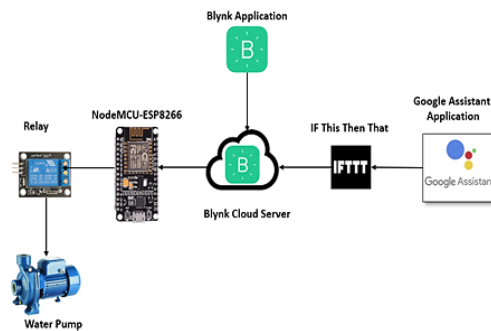 Blynk Application
B
Relay
NodeMCU-ESP8266
IF This Then That
Google Assistant
Application
B
IFTTT
Google Assistant
Blynk Cloud Server
Water Pump